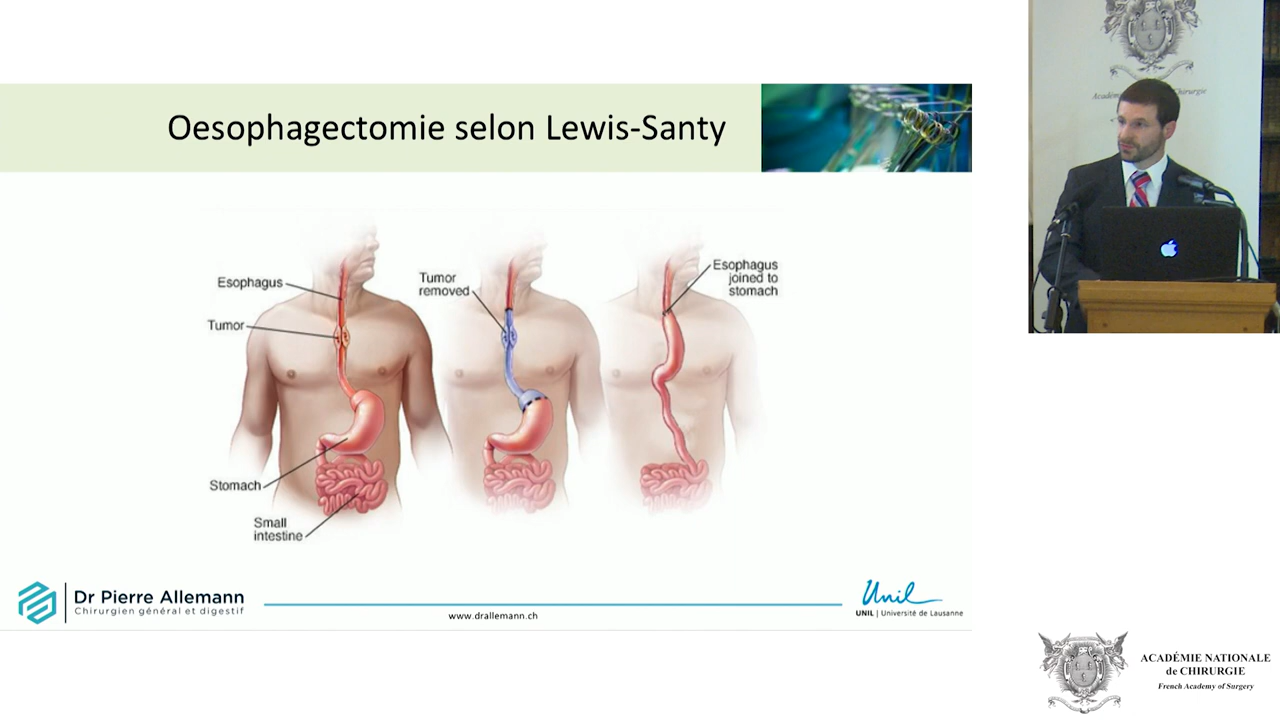 Oesophagectomie selon Lewis-Santy
Esophagus
Tumor
Stomach
Small
intestine
Tumor
removed
Esophagus
joined to
stomach
Dr Pierre Allemann
Chirurgien général et digestif
www.drallemann.ch
Unil
UNIL | Université de Lausanne
ACADÉMIE NATIONALE
de CHIRURGIE
French Academy of Surgery